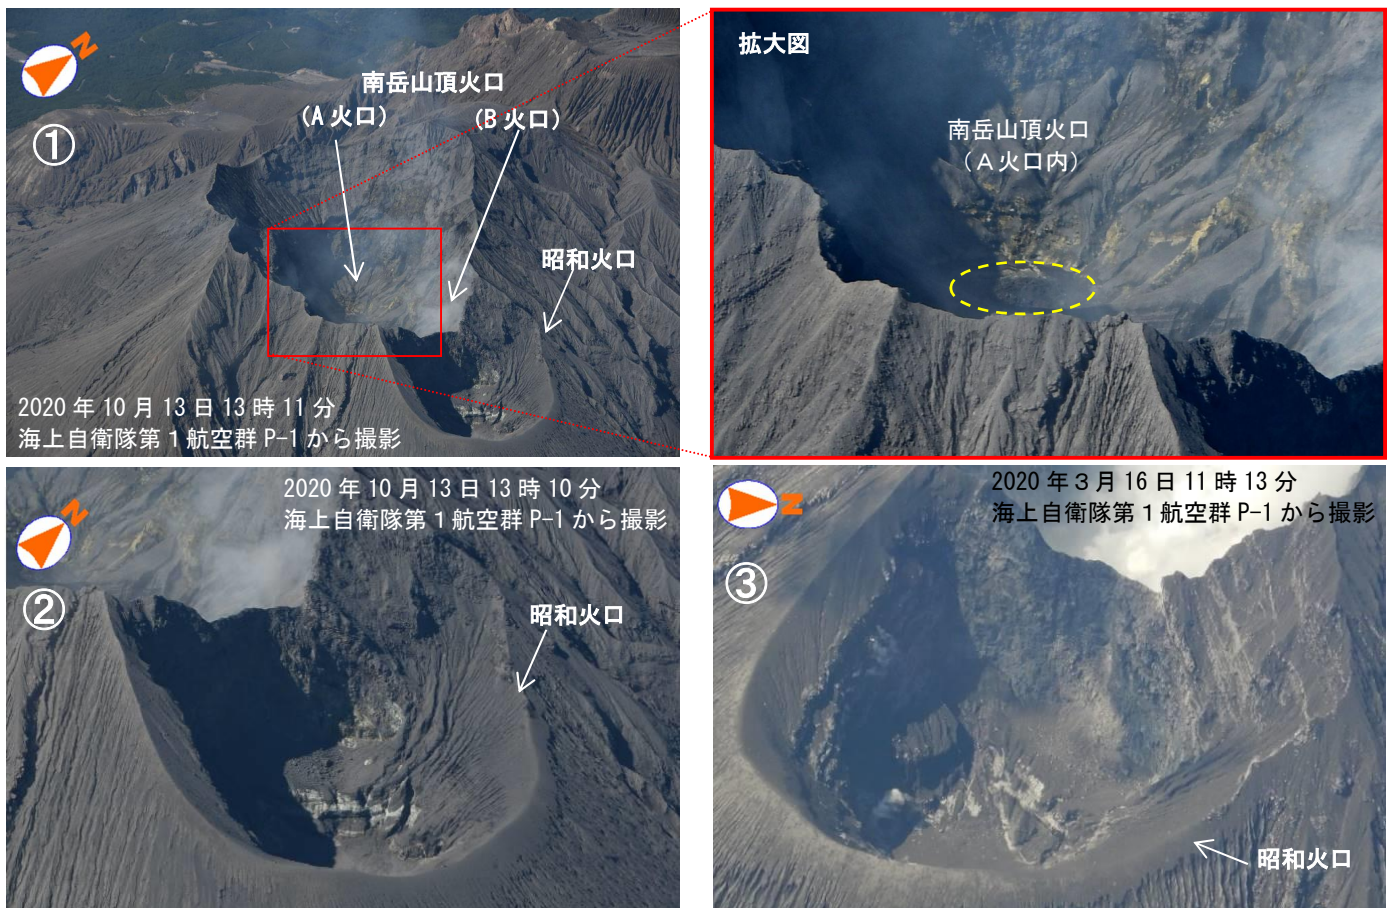 N
①
南岳山頂火口
（A 火口）
（B 火口）
昭和火口
2020 年 10 月 13 日 13 時 11 分
海上自衛隊第１航空群 P-1 から撮影
拡大図
南岳山頂火口
（Ａ火口内）
N
②
2020 年 10 月 13 日 13 時 10 分
海上自衛隊第１航空群 P-1 から撮影
昭和火口
N
③
2020 年３月 16 日 11 時 13 分
海上自衛隊第１航空群 P-1 から撮影
昭和火口